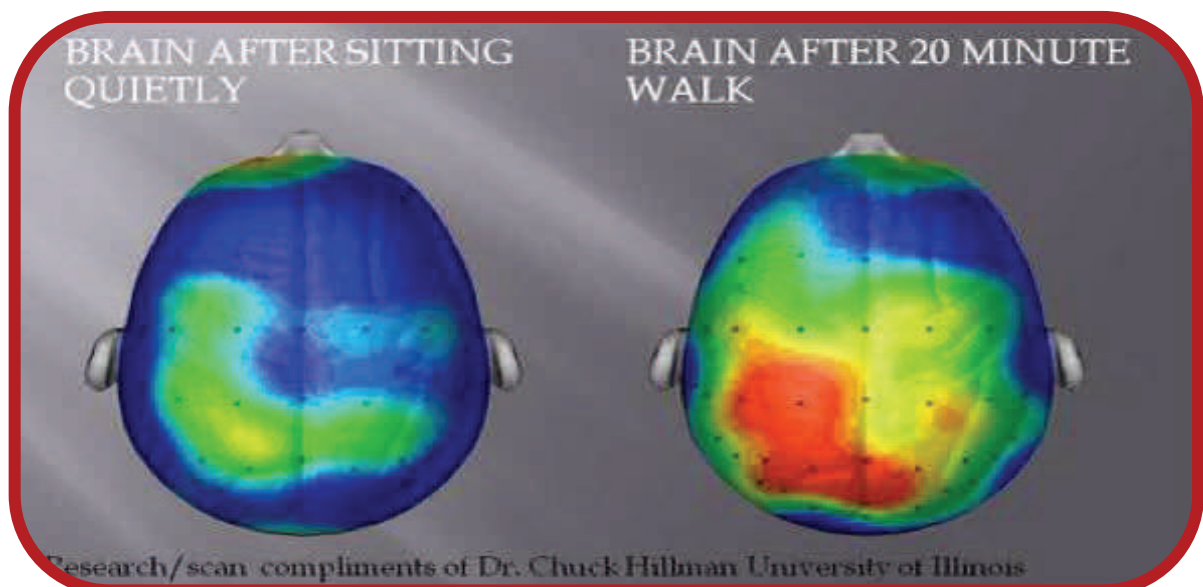 BRAIN AFTER SITTING
QUIETLY
BRAIN AFTER 20 MINUTE
WALK
Research/scan compliments of Dr. Chuck Hillman University of Illinois